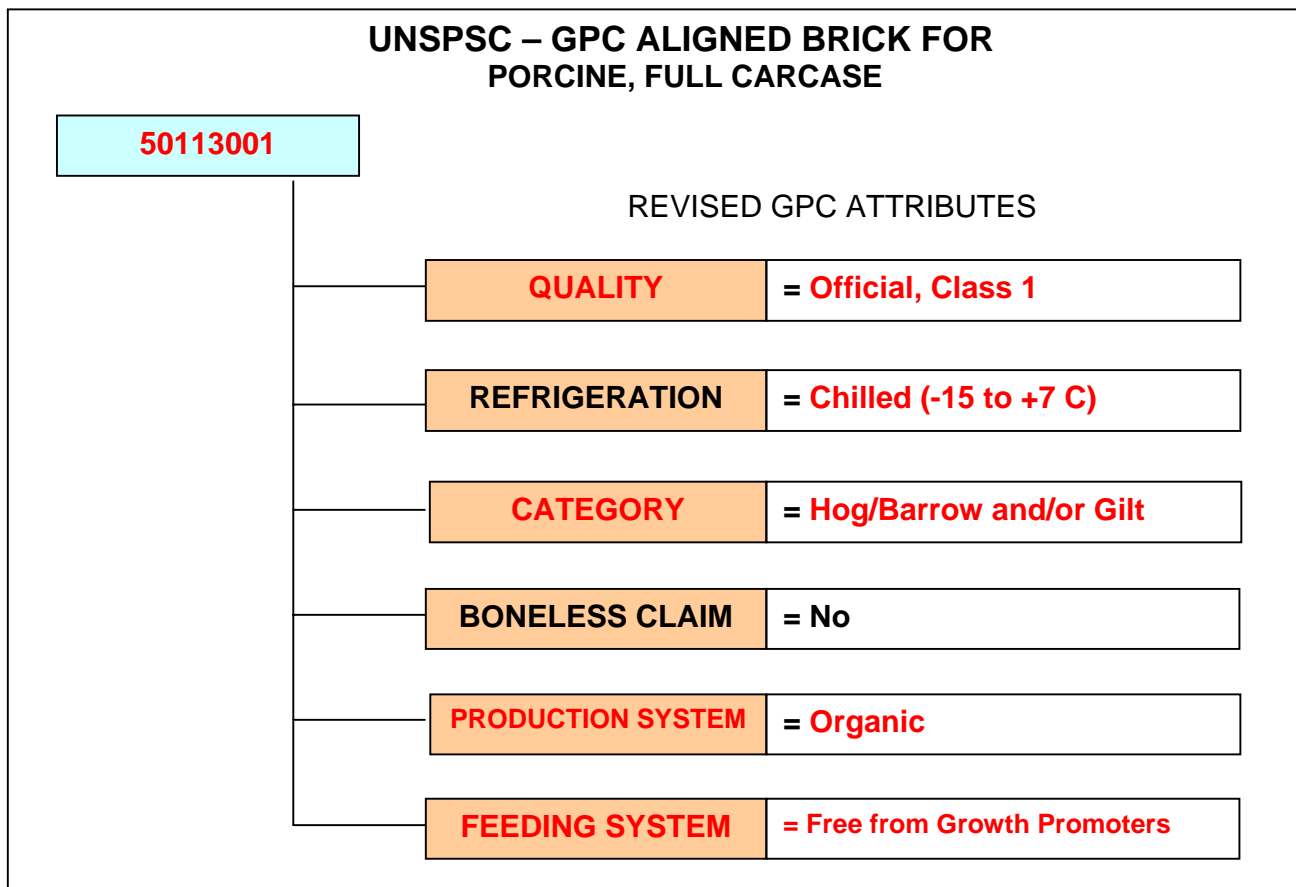 UNSPSC – GPC ALIGNED BRICK FOR
PORCINE, FULL CARCASE
50113001
REVISED GPC ATTRIBUTES
QUALITY = Official, Class 1
REFRIGERATION = Chilled (-15 to +7 C)
CATEGORY = Hog/Barrow and/or Gilt
BONELESS CLAIM = No
PRODUCTION SYSTEM = Organic
FEEDING SYSTEM = Free from Growth Promoters